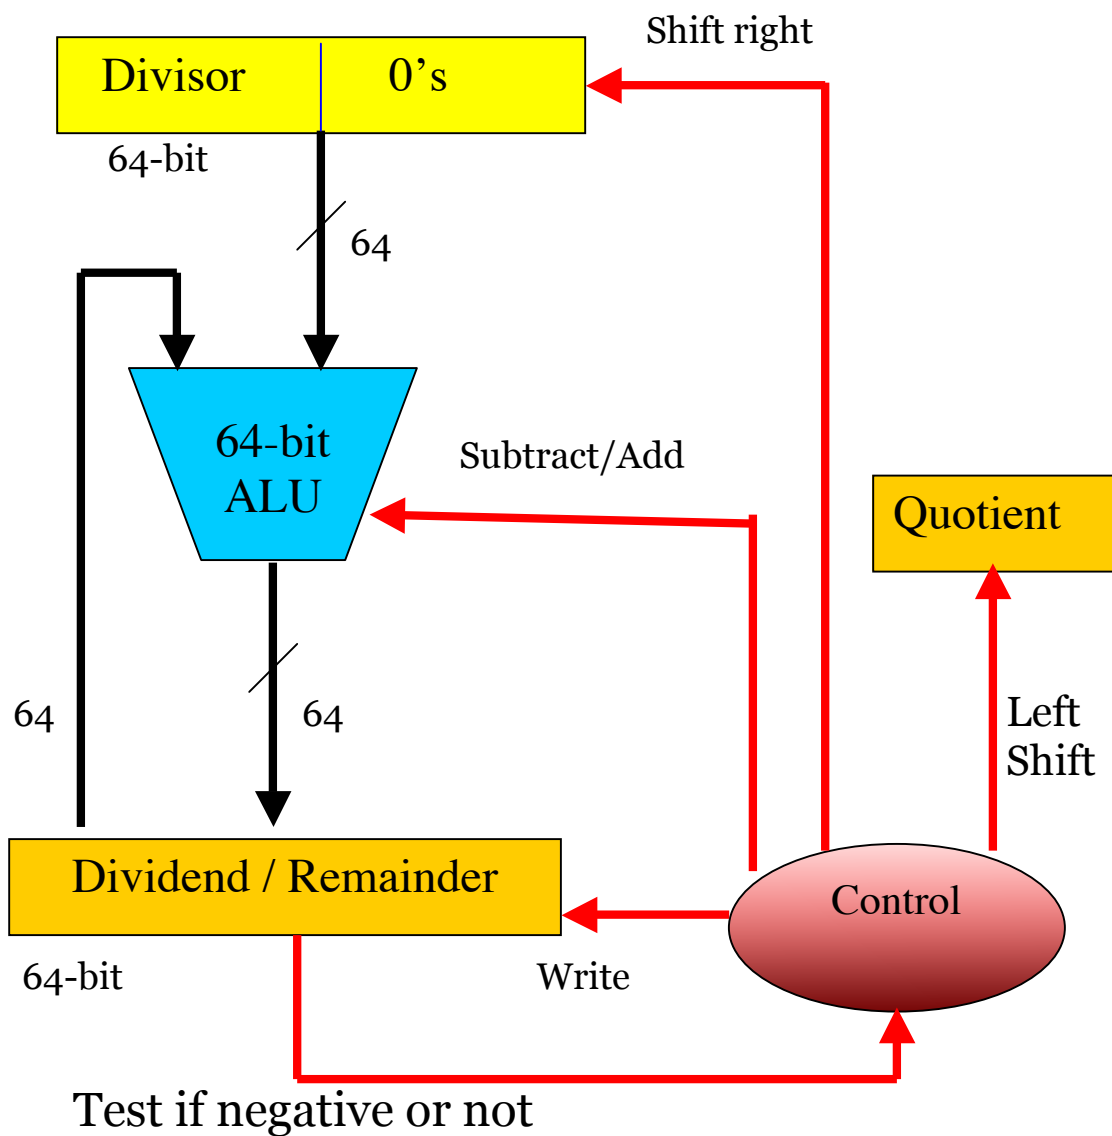 Shift right
Divisor 0’s
64-bit
64
64-bit
ALU
Subtract/Add
Quotient
64
64
Left
Shift
Dividend / Remainder
Control
64-bit
Write
Test if negative or not